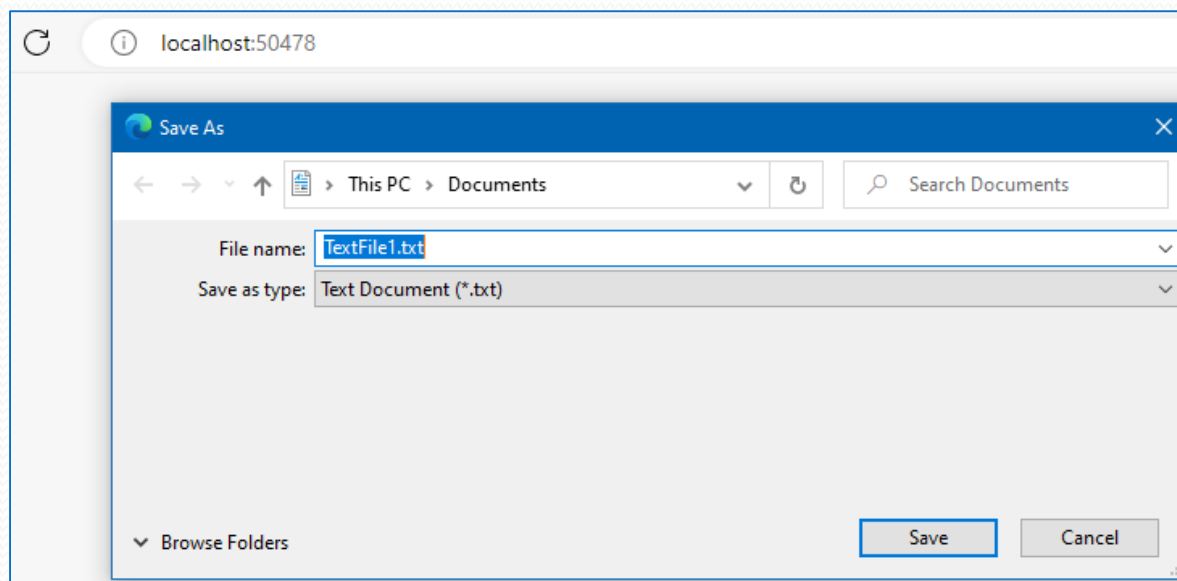 localhost:50478
Save As
This PC > Documents
Search Documents
File name: TextFile1.txt
Save as type: Text Document (*.txt)
Browse Folders
Save
Cancel